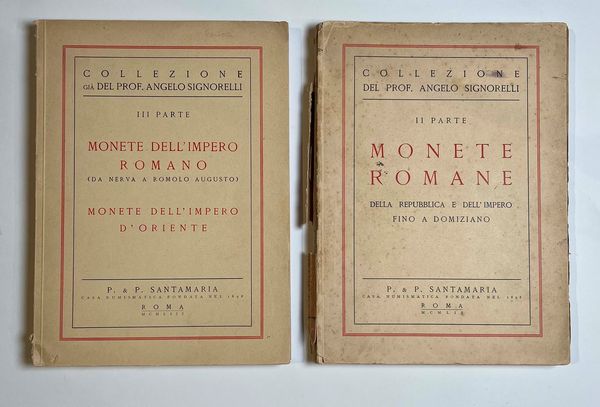 COLLEZIONE
GIÀ DEL PROF. ANGELO SIGNORELLI
III PARTE
MONETE DELL'IMPERO
ROMANO
(DA NERVA A ROMOLO AUGUSTO)
MONETE DELL'IMPERO
D'ORIENTE
P. & P. SANTAMARIA
CASA NUMISMATICA FONDATA NEL 1898
ROMA
MCMLIII
COLLEZIONE
DEL PROF. ANGELO SIGNORELLI
II PARTE
MONETE
ROMANE
DELLA REPUBBLICA E DELL'IMPERO
FINO A DOMIZIANO
P. & P. SANTAMARIA
CASA NUMISMATICA FONDATA NEL 1898
ROMA
MCMLII